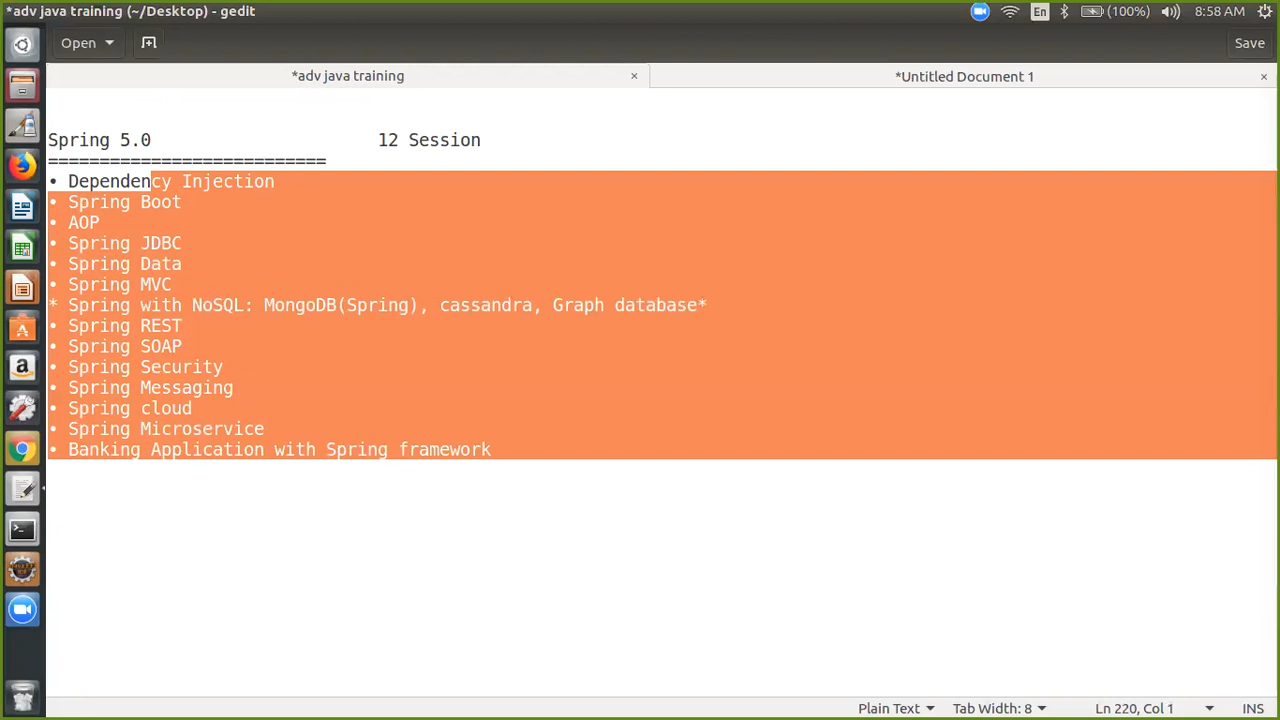 *adv java training (~/Desktop) - gedit
En
(100%)
8:58 AM
Open
Save
*adv java training ×
*Untitled Document 1 ×
Spring 5.0 12 Session
===========================
• Dependency Injection
• Spring Boot
• AOP
• Spring JDBC
• Spring Data
• Spring MVC
* Spring with NoSQL: MongoDB(Spring), cassandra, Graph database*
• Spring REST
• Spring SOAP
• Spring Security
• Spring Messaging
• Spring cloud
• Spring Microservice
• Banking Application with Spring framework
Plain Text
Tab Width: 8
Ln 220, Col 1
INS